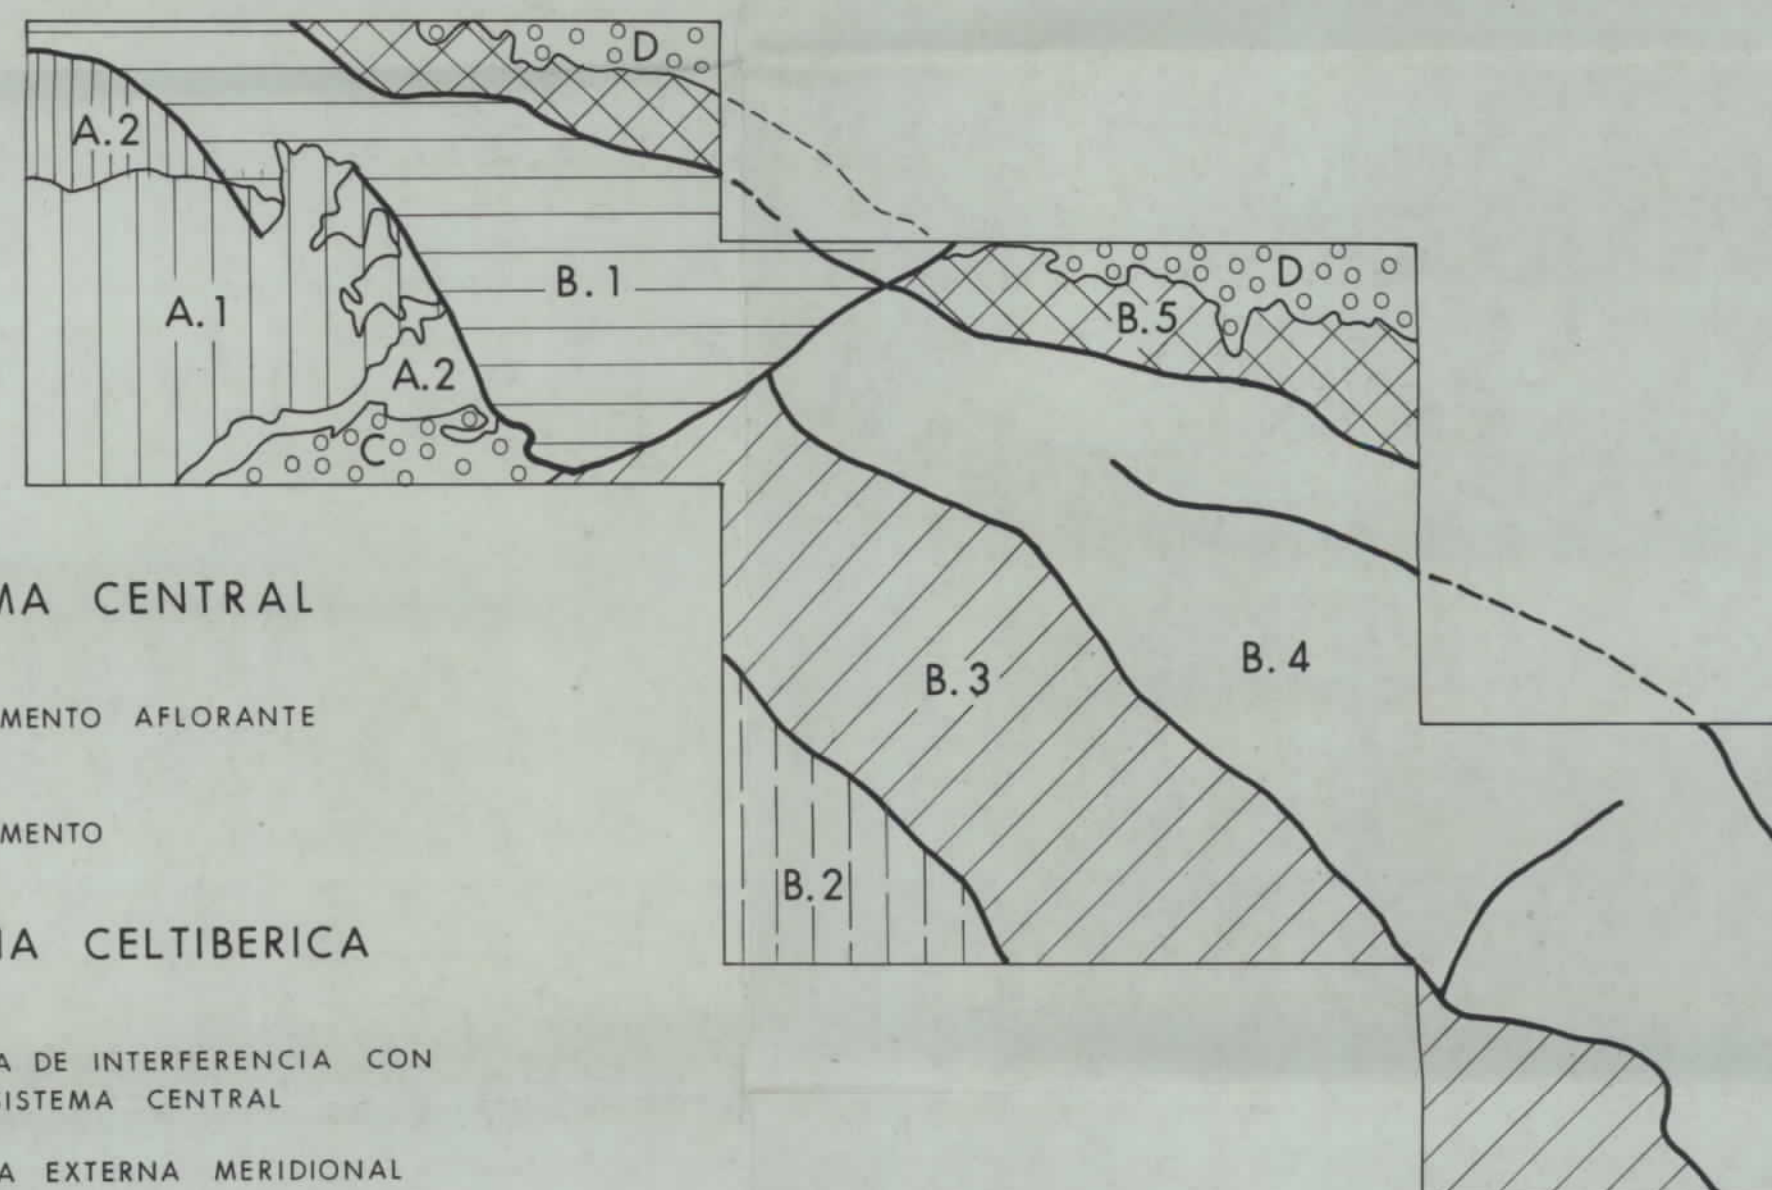 D
A.2
B.1
D
A.1
B.5
A.2
C
MA CENTRAL
B.4
B.3
MENTO AFLORANTE
MENTO
B.2
IA CELTIBERICA
A DE INTERFERENCIA CON
SISTEMA CENTRAL
A EXTERNA MERIDIONAL